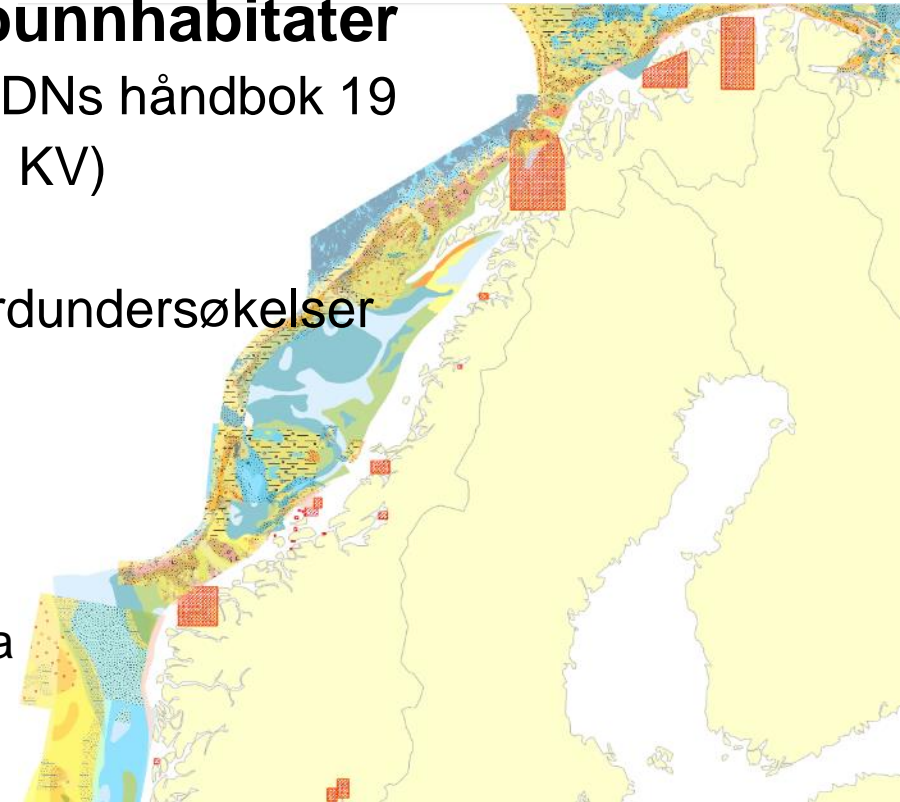 bunnhabitater
DNs håndbok 19
KV)
rdundersøkelser
a